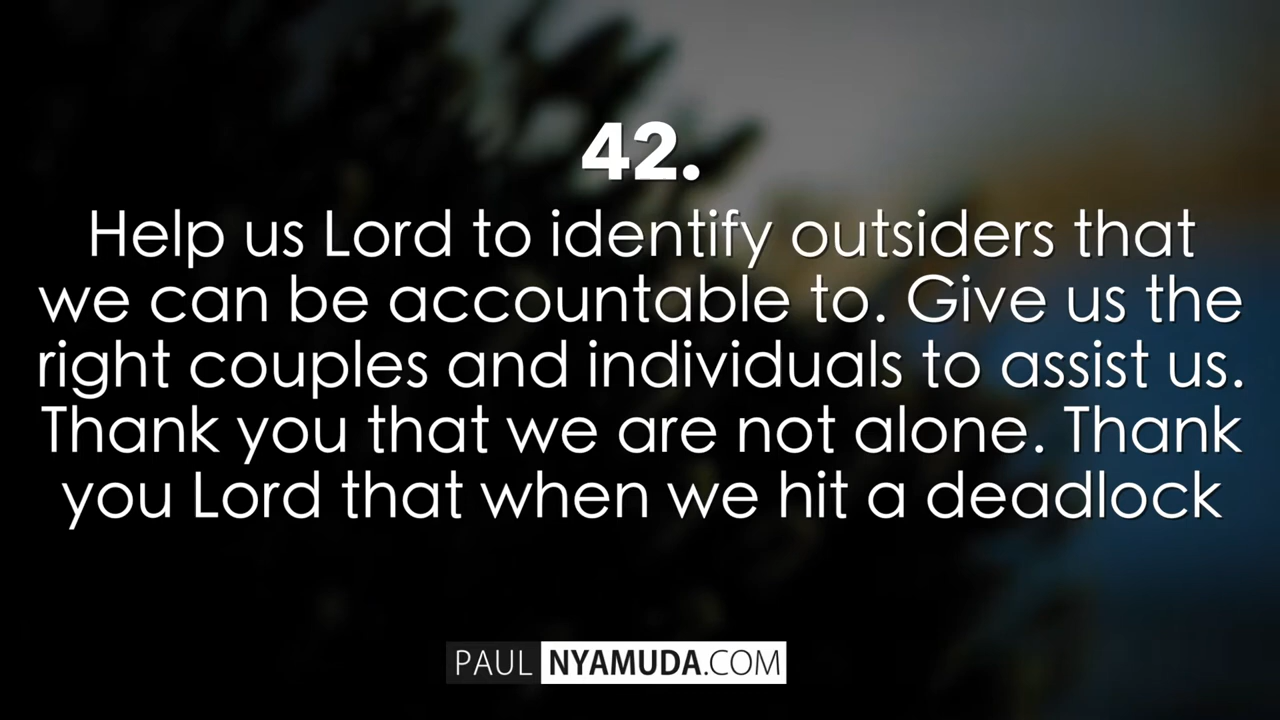 42.
Help us Lord to identify outsiders that
we can be accountable to. Give us the
right couples and individuals to assist us.
Thank you that we are not alone. Thank
you Lord that when we hit a deadlock
PAUL NYAMUDA.COM